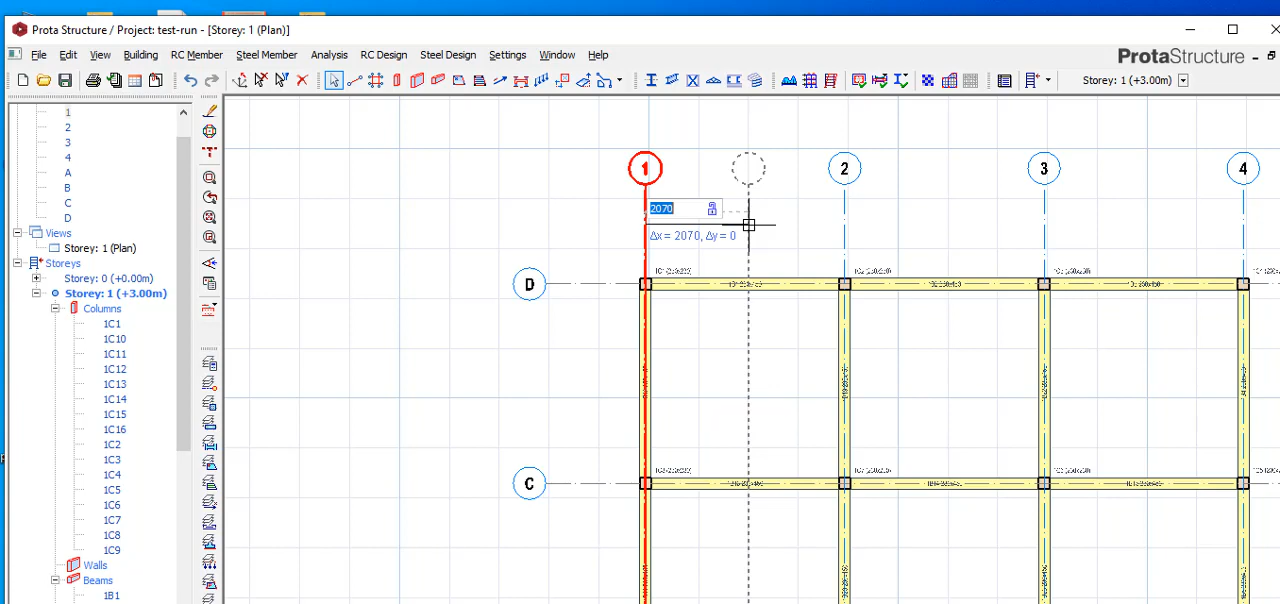 Prota Structure / Project: test-run - [Storey: 1 (Plan)]
File Edit View Building RC Member Steel Member Analysis RC Design Steel Design Settings Window Help
ProtaStructure
Storey: 1 (+3.00m)
1
2
3
4
A
B
C
D
Views
Storey: 1 (Plan)
Storeys
Storey: 0 (+0.00m)
Storey: 1 (+3.00m)
Columns
1C1
1C10
1C11
1C12
1C13
1C14
1C15
1C16
1C2
1C3
1C4
1C5
1C6
1C7
1C8
1C9
Walls
Beams
1B1
1 2 3 4
2070
Δx = 2070, Δy = 0
D
C